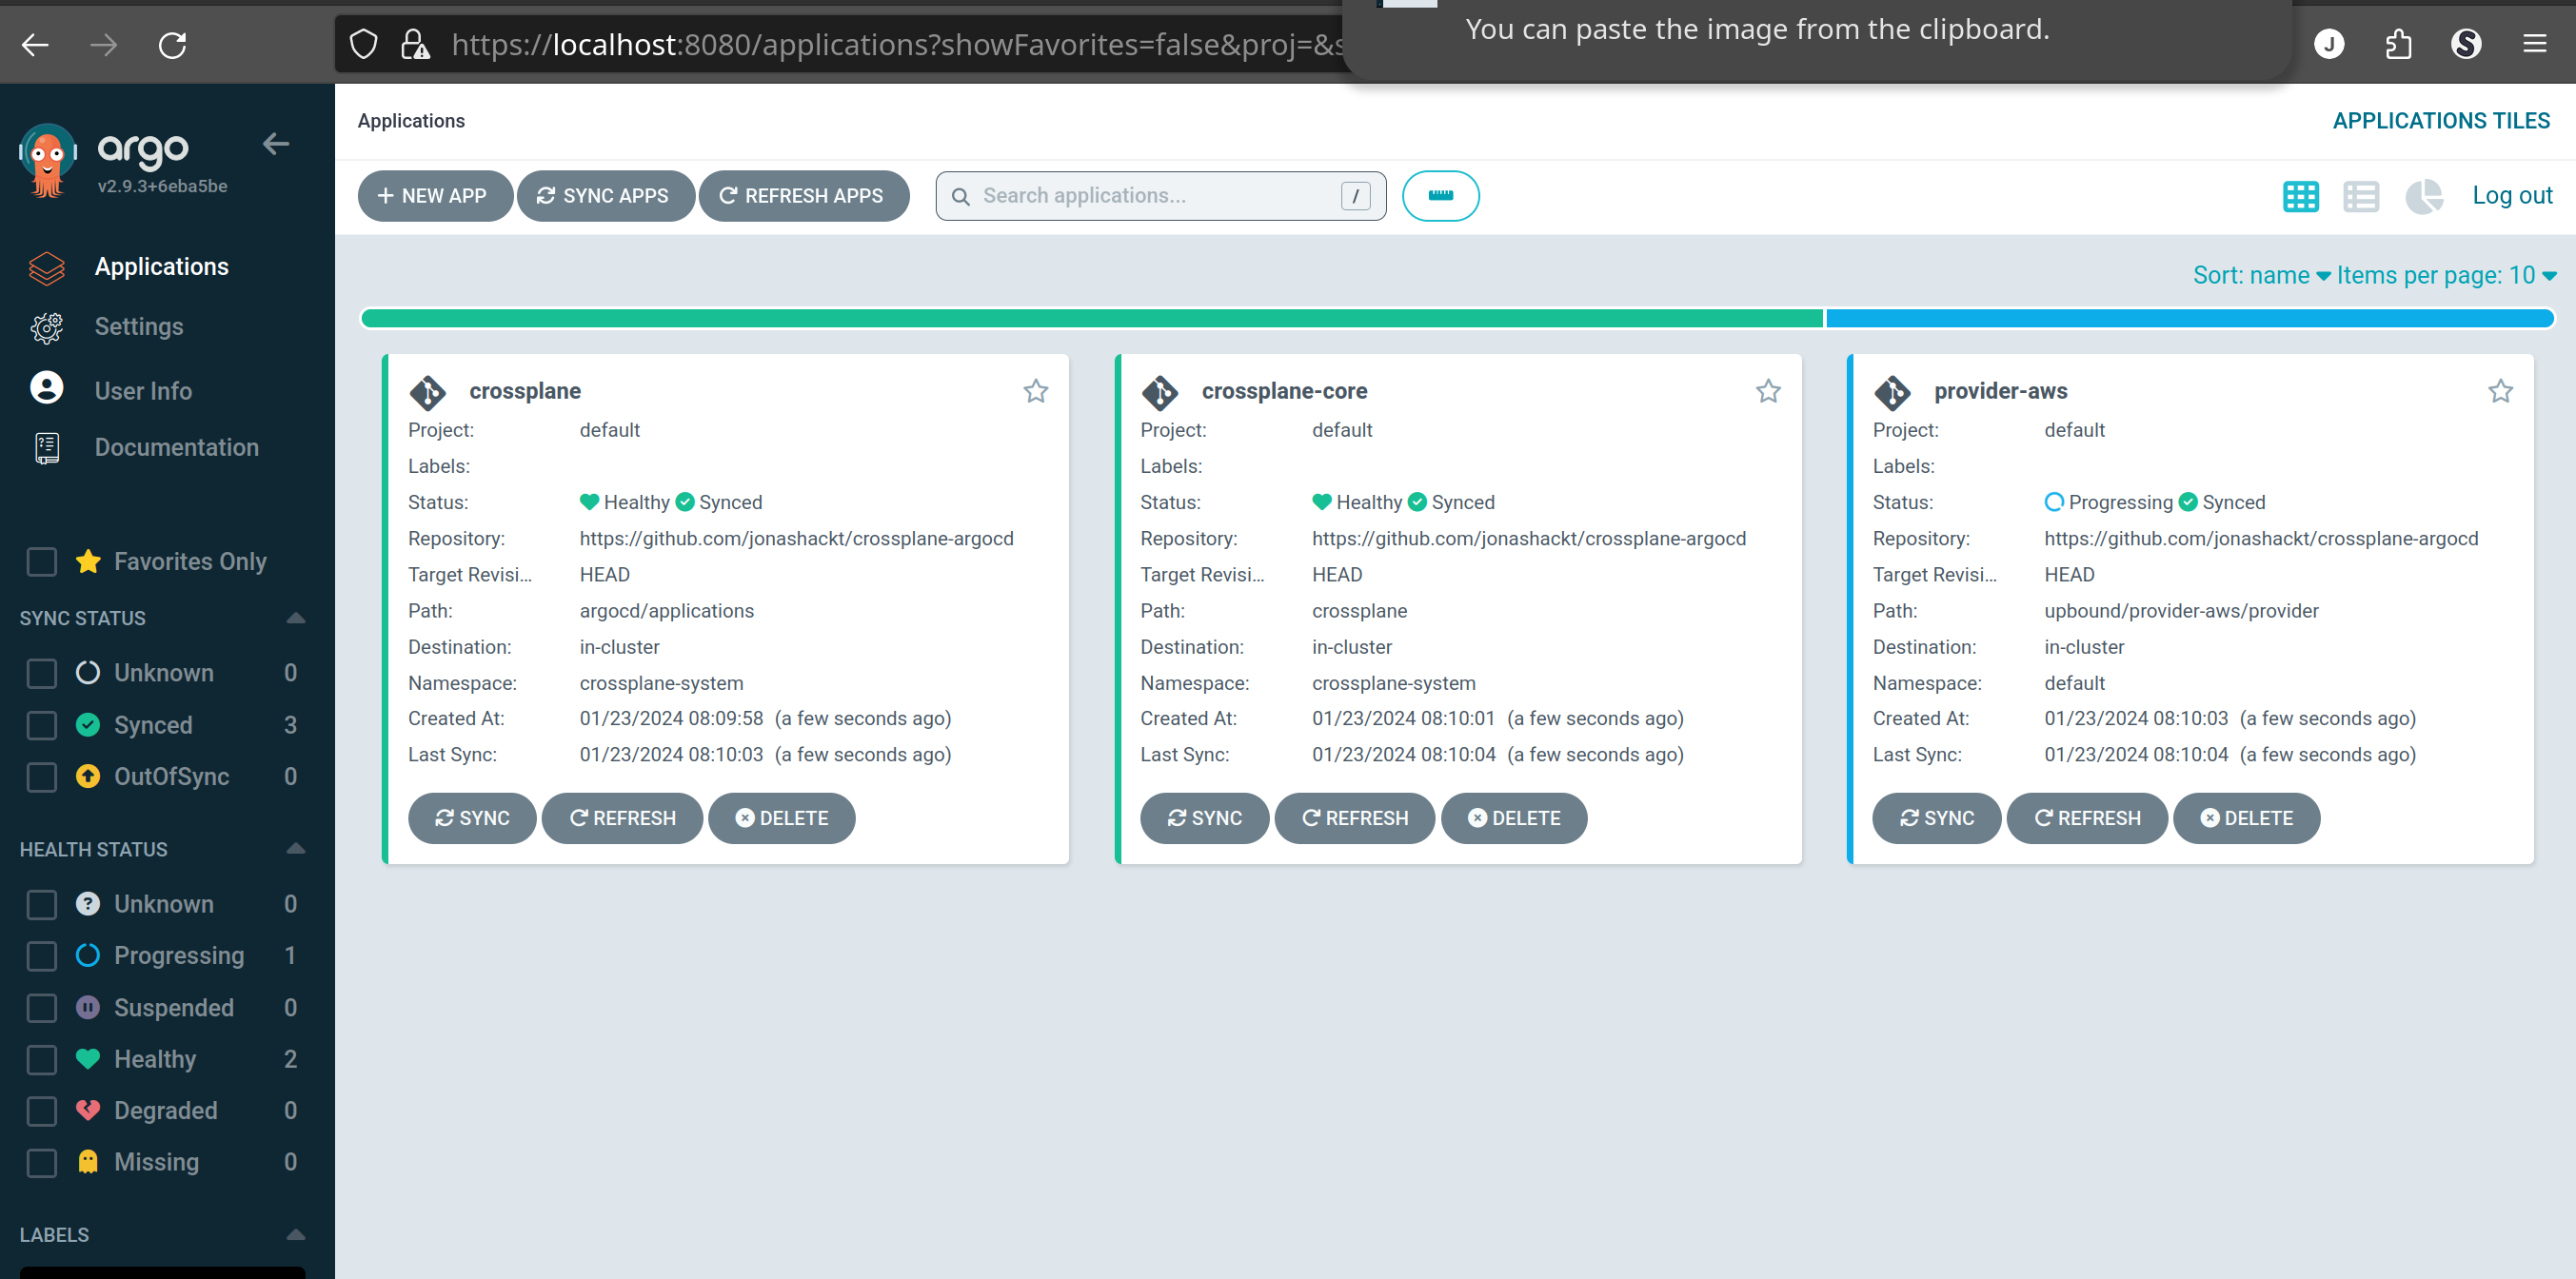 https://localhost:8080/applications?showFavorites=false&proj=&s
You can paste the image from the clipboard.
J
S
argo
v2.9.3+6eba5be
Applications
Settings
User Info
Documentation
Favorites Only
SYNC STATUS
Unknown 0
Synced 3
OutOfSync 0
HEALTH STATUS
Unknown 0
Progressing 1
Suspended 0
Healthy 2
Degraded 0
Missing 0
LABELS
Applications
APPLICATIONS TILES
+ NEW APP
SYNC APPS
REFRESH APPS
Search applications...
/
Log out
Sort: name
Items per page: 10
crossplane
Project: default
Labels:
Status: Healthy Synced
Repository: https://github.com/jonashackt/crossplane-argocd
Target Revisi... HEAD
Path: argocd/applications
Destination: in-cluster
Namespace: crossplane-system
Created At: 01/23/2024 08:09:58 (a few seconds ago)
Last Sync: 01/23/2024 08:10:03 (a few seconds ago)
SYNC
REFRESH
DELETE
crossplane-core
Project: default
Labels:
Status: Healthy Synced
Repository: https://github.com/jonashackt/crossplane-argocd
Target Revisi... HEAD
Path: crossplane
Destination: in-cluster
Namespace: crossplane-system
Created At: 01/23/2024 08:10:01 (a few seconds ago)
Last Sync: 01/23/2024 08:10:04 (a few seconds ago)
SYNC
REFRESH
DELETE
provider-aws
Project: default
Labels:
Status: Progressing Synced
Repository: https://github.com/jonashackt/crossplane-argocd
Target Revisi... HEAD
Path: upbound/provider-aws/provider
Destination: in-cluster
Namespace: default
Created At: 01/23/2024 08:10:03 (a few seconds ago)
Last Sync: 01/23/2024 08:10:04 (a few seconds ago)
SYNC
REFRESH
DELETE